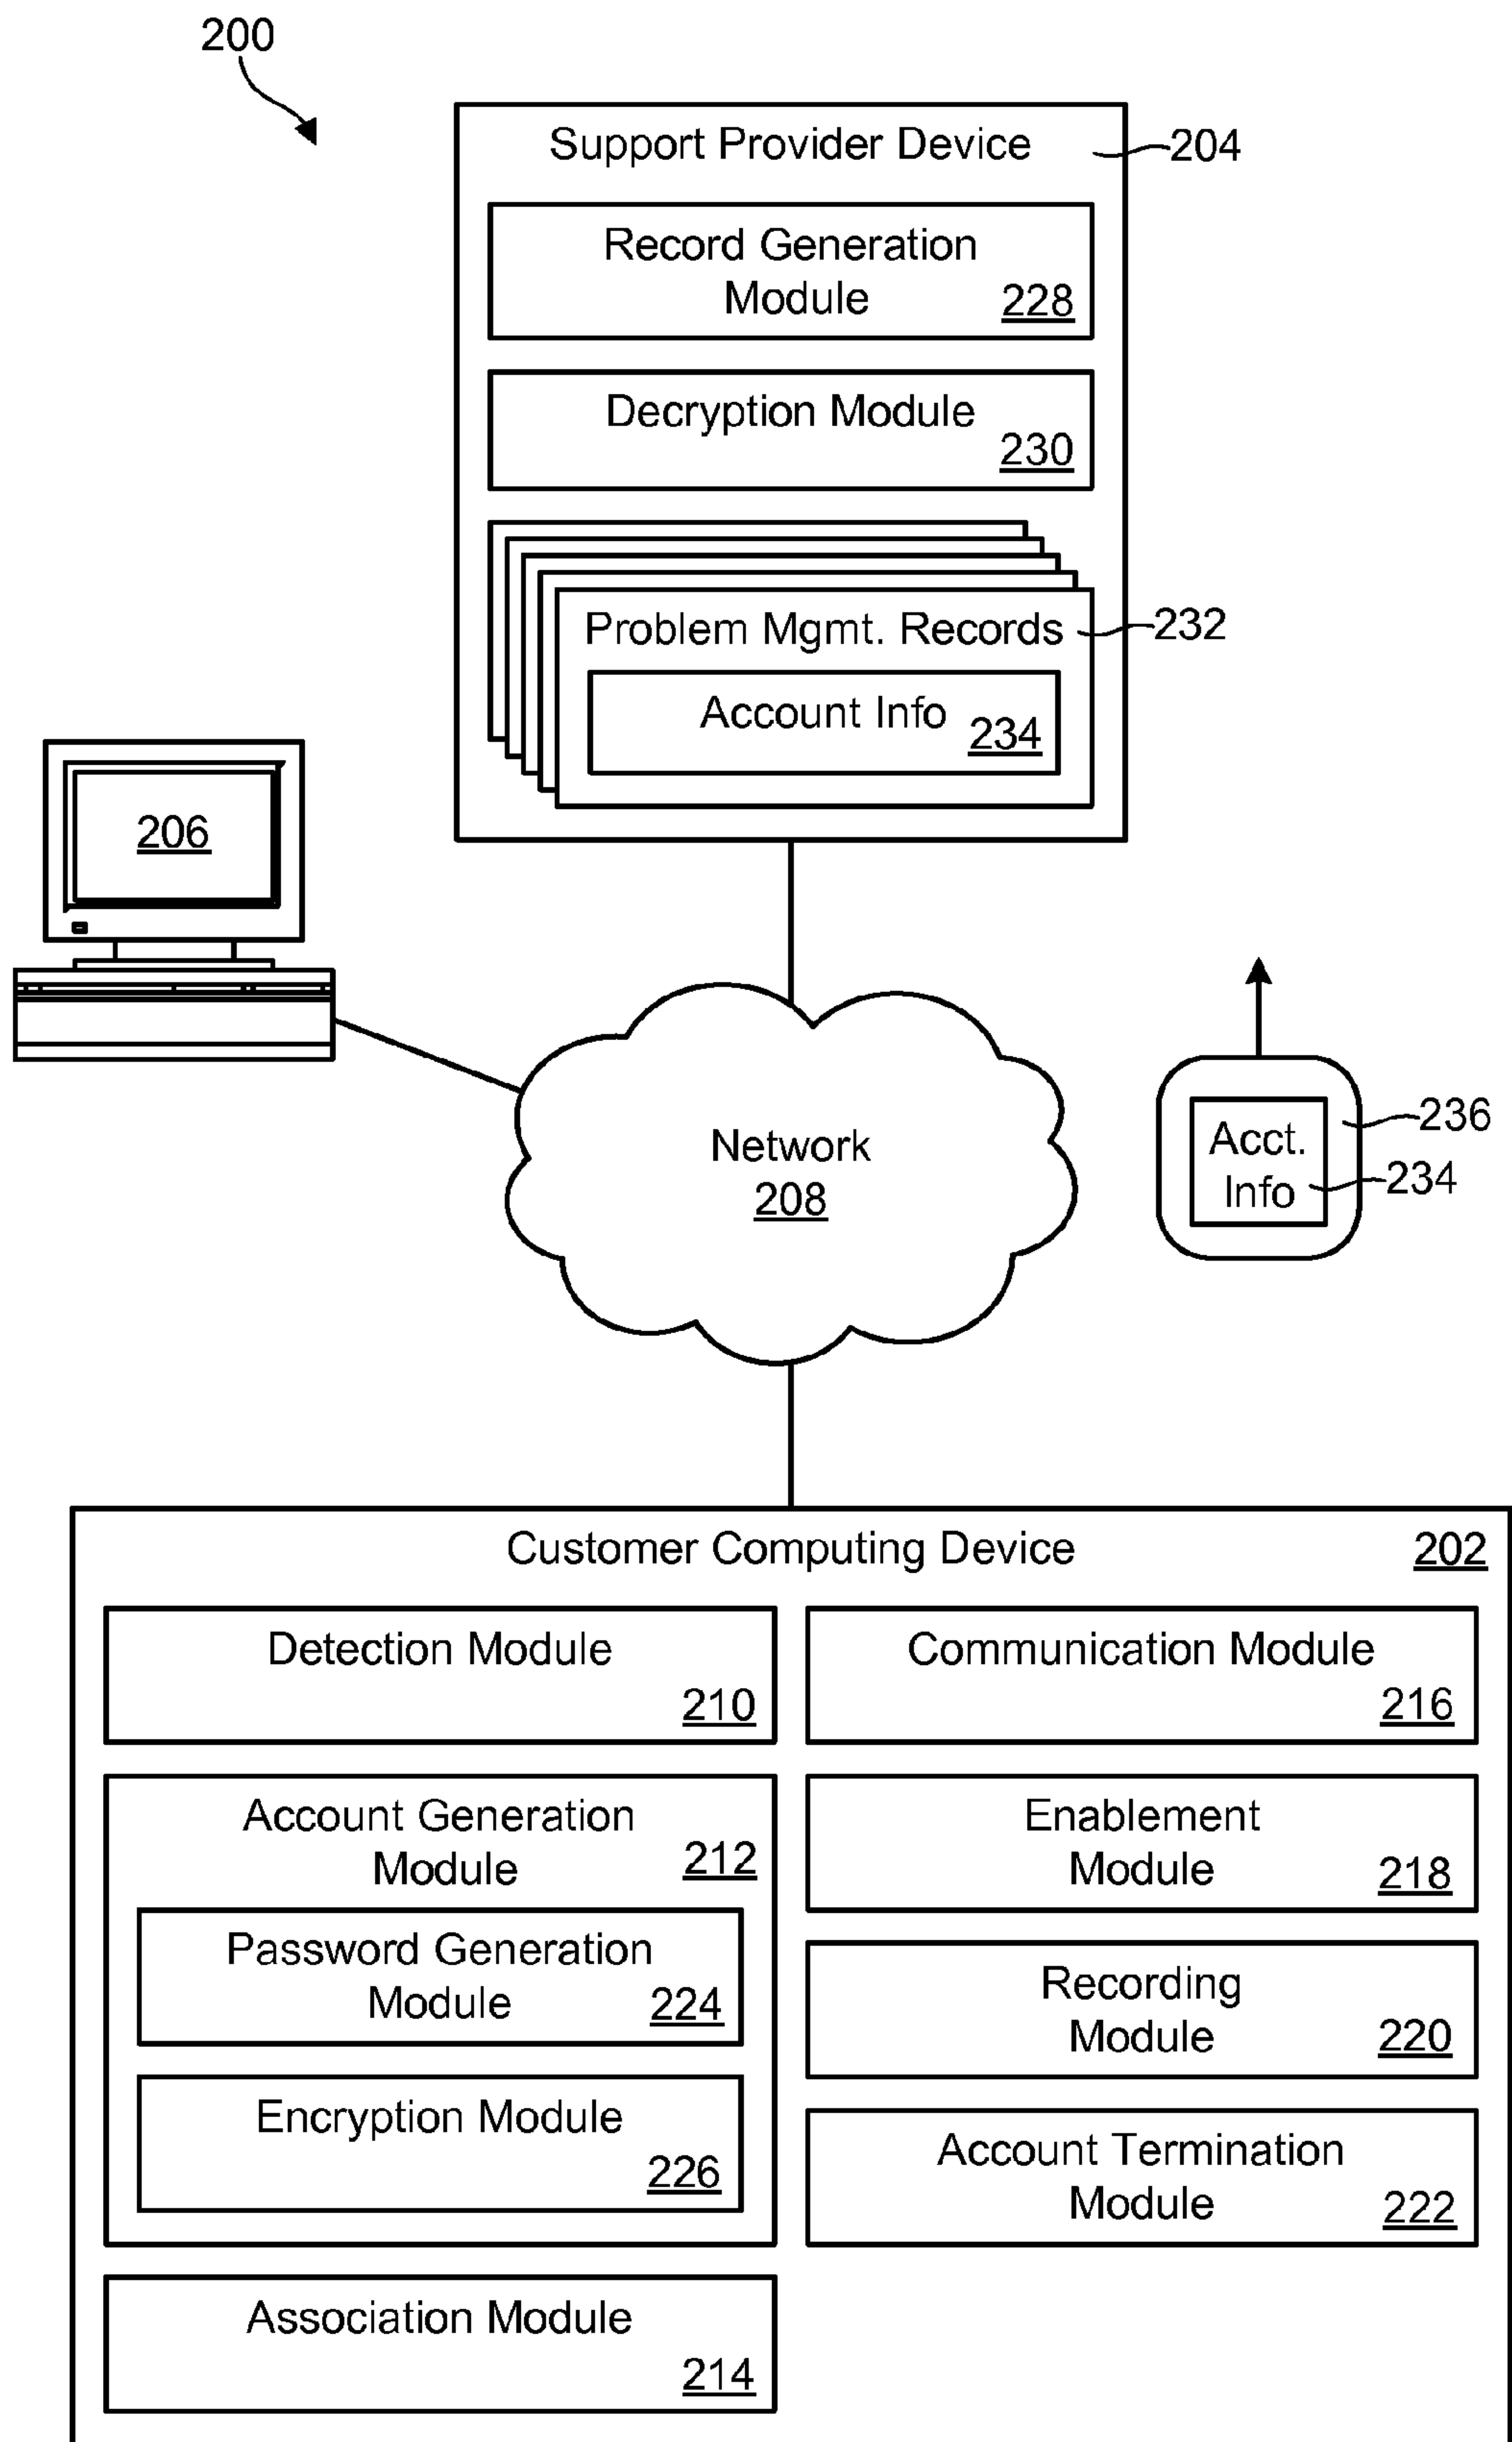 200
Support Provider Device
204
Record Generation
Module
228
Decryption Module
230
Problem Mgmt. Records
232
Account Info
234
206
Network
208
Acct.
Info
236
234
Customer Computing Device
202
Detection Module
210
Communication Module
216
Account Generation
Module
212
Enablement
Module
218
Password Generation
Module
224
Recording
Module
220
Encryption Module
226
Account Termination
Module
222
Association Module
214